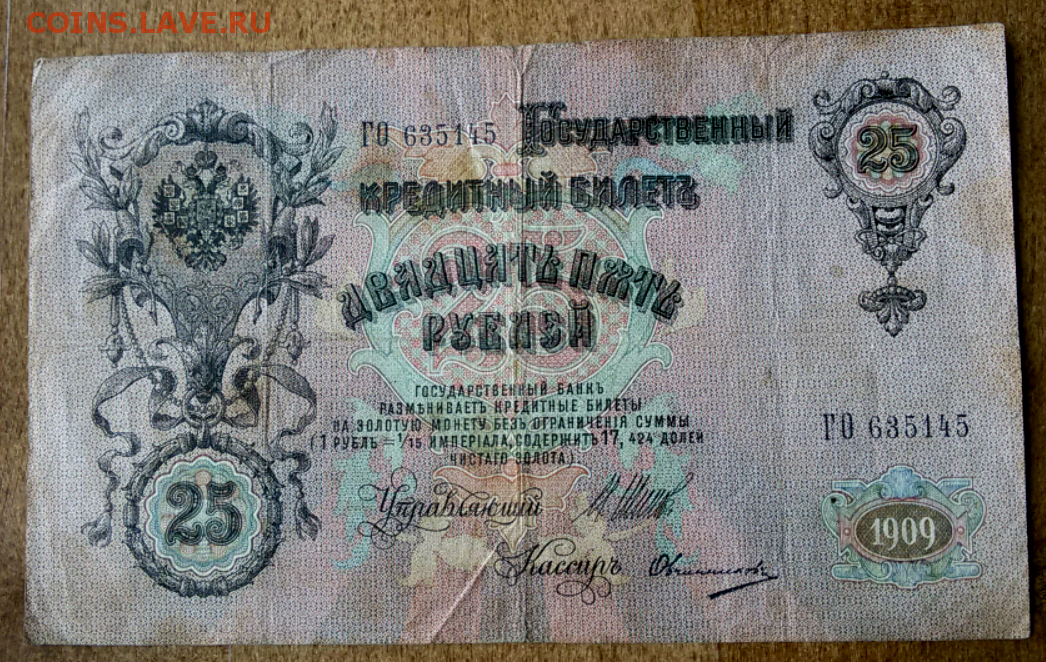 COINS.LAVE.RU
ГО 635145 Государственный
25
Кредитный Билетъ
Двадцать пять
рублей
Государственный Банкъ
размѣниваетъ кредитные билеты
на золотую монету безъ ограниченія суммы
(1 рубль = 1/15 имперіала, содержитъ 17,424 долей
чистаго золота.)
ГО 635145
Управляющій
25
1909
Кассиръ Овчинниковъ